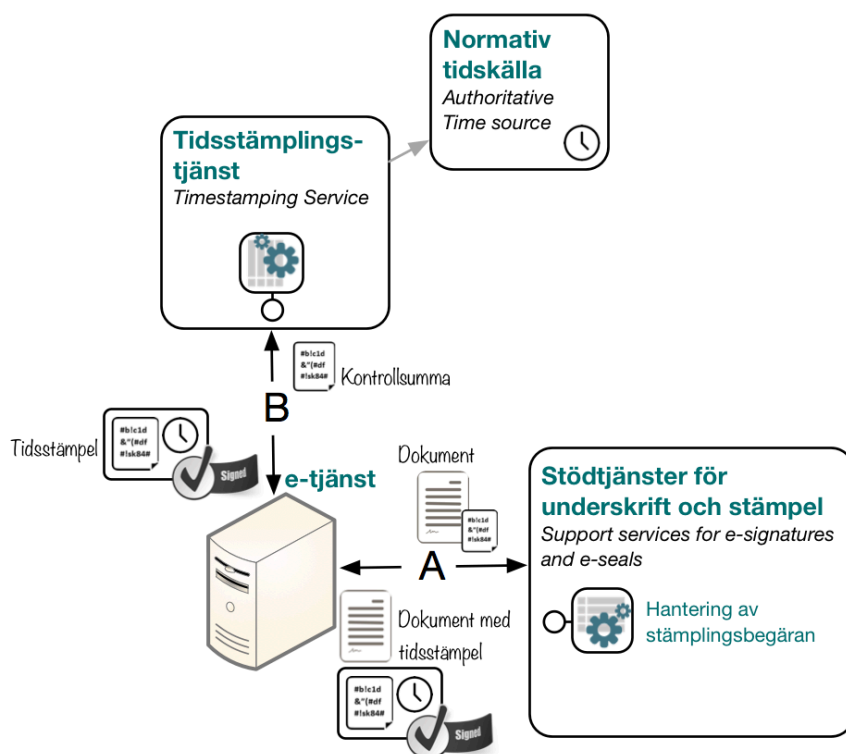 Normativ
tidskälla
Authoritative
Time source
Tidsstämplings-
tjänst
Timestamping Service
#b!c1d
&"(#df
#!sk84#
Kontrollsumma
B
Tidsstämpel
#b!c1d
&"(#df
#!sk84#
Signed
e-tjänst
Dokument
#b!c1d
&"(#df
#!sk84#
A
Stödtjänster för
underskrift och stämpel
Support services for e-signatures
and e-seals
Hantering av
stämplingsbegäran
Dokument med
tidsstämpel
#b!c1d
&"(#df
#!sk84#
Signed